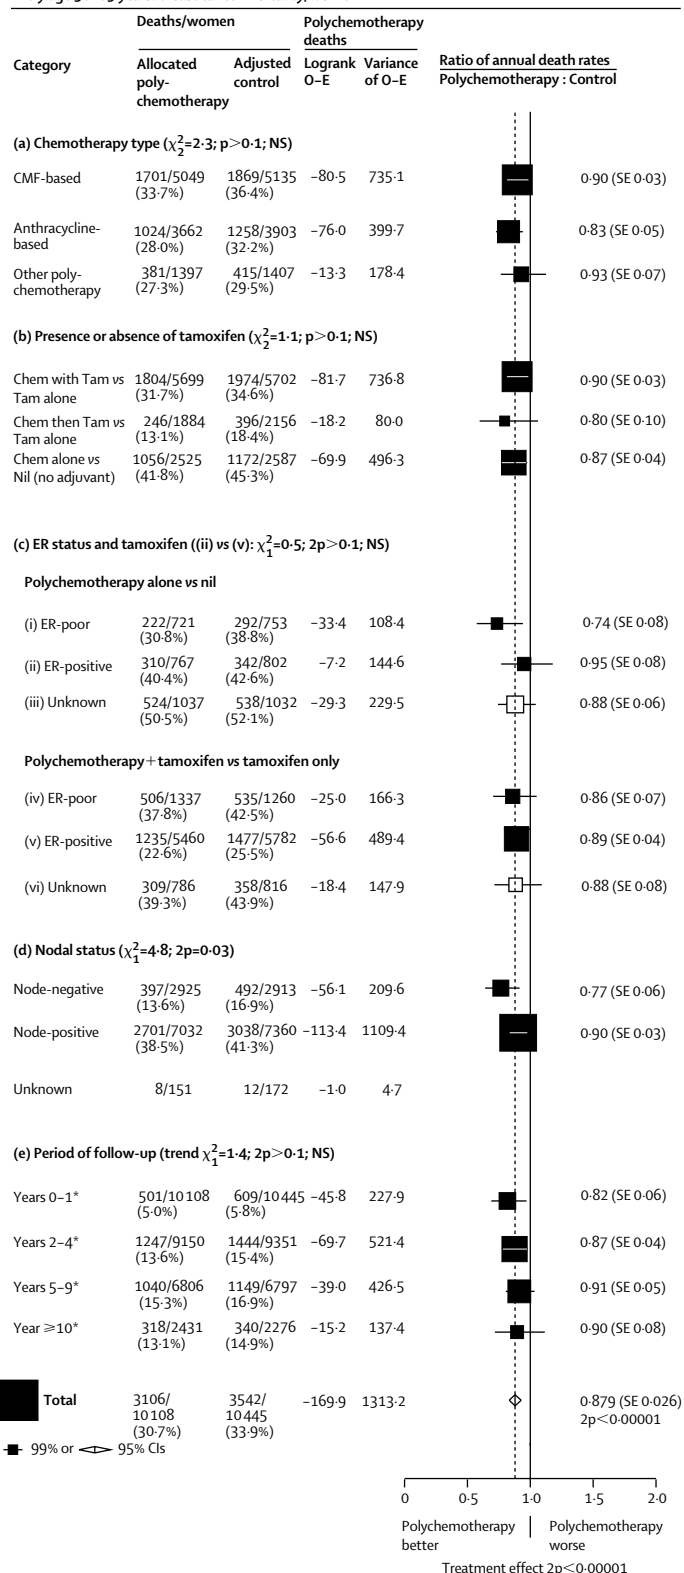 Deaths/women Polychemotherapy deaths
Category Allocated poly-chemotherapy Adjusted control Logrank O–E Variance of O–E Ratio of annual death rates
Polychemotherapy : Control
(a) Chemotherapy type (χ²₂=2·3; p>0·1; NS)
CMF-based 1701/5049 1869/5135 –80·5 735·1 0·90 (SE 0·03)
(33·7%) (36·4%)
Anthracycline-based 1024/3662 1258/3903 –76·0 399·7 0·83 (SE 0·05)
(28·0%) (32·2%)
Other poly-chemotherapy 381/1397 415/1407 –13·3 178·4 0·93 (SE 0·07)
(27·3%) (29·5%)
(b) Presence or absence of tamoxifen (χ²₂=1·1; p>0·1; NS)
Chem with Tam vs Tam alone 1804/5699 1974/5702 –81·7 736·8 0·90 (SE 0·03)
(31·7%) (34·6%)
Chem then Tam vs Tam alone 246/1884 396/2156 –18·2 80·0 0·80 (SE 0·10)
(13·1%) (18·4%)
Chem alone vs Nil (no adjuvant) 1056/2525 1172/2587 –69·9 496·3 0·87 (SE 0·04)
(41·8%) (45·3%)
(c) ER status and tamoxifen ((ii) vs (v): χ²₁=0·5; 2p>0·1; NS)
Polychemotherapy alone vs nil
(i) ER-poor 222/721 292/753 –33·4 108·4 0·74 (SE 0·08)
(30·8%) (38·8%)
(ii) ER-positive 310/767 342/802 –7·2 144·6 0·95 (SE 0·08)
(40·4%) (42·6%)
(iii) Unknown 524/1037 538/1032 –29·3 229·5 0·88 (SE 0·06)
(50·5%) (52·1%)
Polychemotherapy+tamoxifen vs tamoxifen only
(iv) ER-poor 506/1337 535/1260 –25·0 166·3 0·86 (SE 0·07)
(37·8%) (42·5%)
(v) ER-positive 1235/5460 1477/5782 –56·6 489·4 0·89 (SE 0·04)
(22·6%) (25·5%)
(vi) Unknown 309/786 358/816 –18·4 147·9 0·88 (SE 0·08)
(39·3%) (43·9%)
(d) Nodal status (χ²₁=4·8; 2p=0·03)
Node-negative 397/2925 492/2913 –56·1 209·6 0·77 (SE 0·06)
(13·6%) (16·9%)
Node-positive 2701/7032 3038/7360 –113·4 1109·4 0·90 (SE 0·03)
(38·5%) (41·3%)
Unknown 8/151 12/172 –1·0 4·7
(e) Period of follow-up (trend χ²₁=1·4; 2p>0·1; NS)
Years 0–1* 501/10 108 609/10 445 –45·8 227·9 0·82 (SE 0·06)
(5·0%) (5·8%)
Years 2–4* 1247/9150 1444/9351 –69·7 521·4 0·87 (SE 0·04)
(13·6%) (15·4%)
Years 5–9* 1040/6806 1149/6797 –39·0 426·5 0·91 (SE 0·05)
(15·3%) (16·9%)
Year ≥10* 318/2431 340/2276 –15·2 137·4 0·90 (SE 0·08)
(13·1%) (14·9%)
Total 3106/ 3542/ –169·9 1313·2 0·879 (SE 0·026)
10 108 10 445 2p<0·00001
(30·7%) (33·9%)
99% or 95% CIs
0 0·5 1·0 1·5 2·0
Polychemotherapy better Polychemotherapy worse
Treatment effect 2p<0·00001